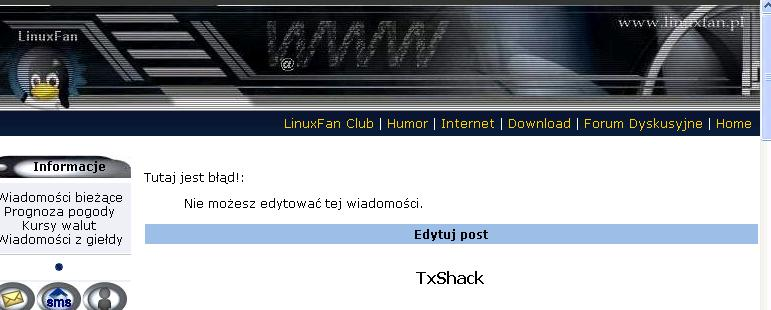 LinuxFan
www
@
www.linuxfan.pl
LinuxFan Club | Humor | Internet | Download | Forum Dyskusyjne | Home
Informacje
Wiadomości bieżące
Prognoza pogody
Kursy walut
Wiadomości z giełdy
sms
Tutaj jest błąd!:
Nie możesz edytować tej wiadomości.
Edytuj post
TxShack